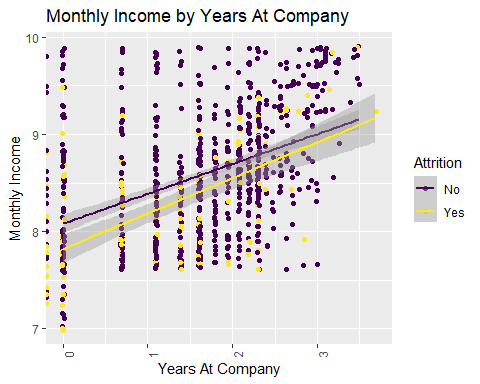 Monthly Income by Years At Company
10
9
8
7
Monthly Income
0
1
2
3
Years At Company
Attrition
No
Yes